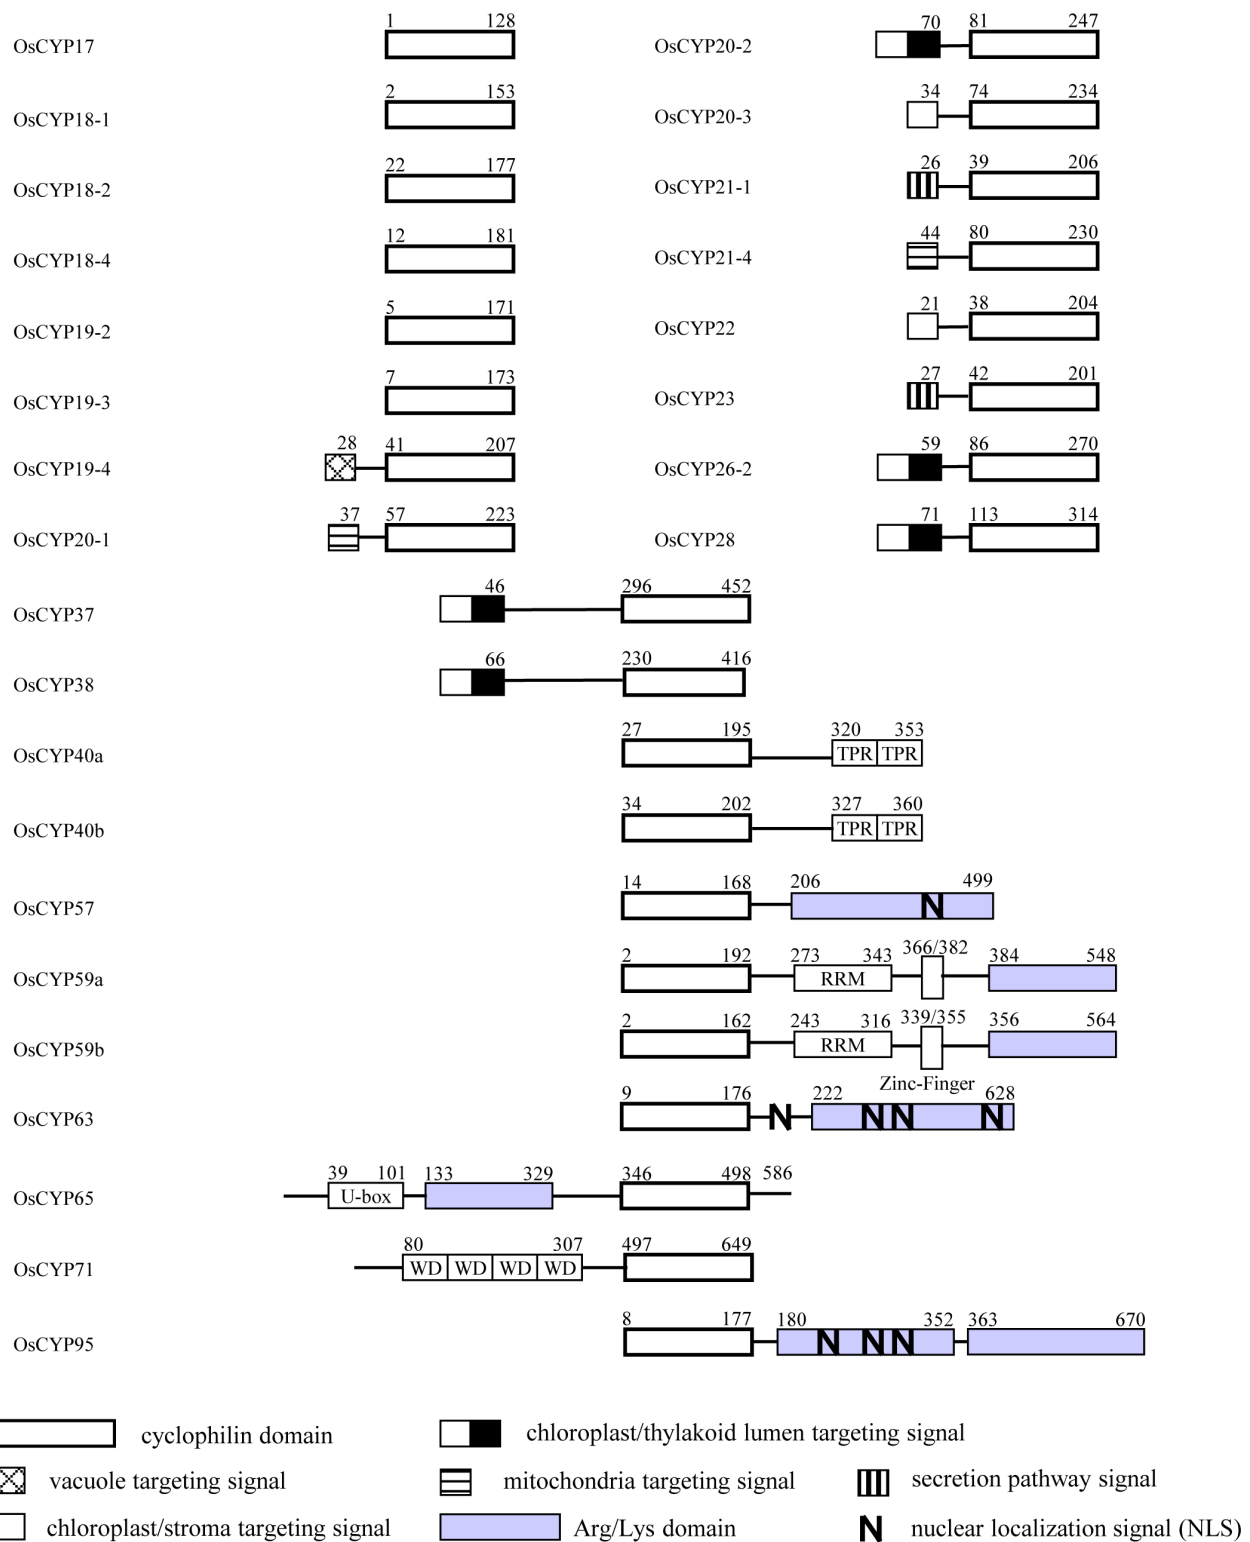 1 128 70 81 247
OsCYP17 OsCYP20-2
2 153 34 74 234
OsCYP18-1 OsCYP20-3
22 177 26 39 206
OsCYP18-2 OsCYP21-1
12 181 44 80 230
OsCYP18-4 OsCYP21-4
5 171 21 38 204
OsCYP19-2 OsCYP22
7 173 27 42 201
OsCYP19-3 OsCYP23
28 41 207 59 86 270
OsCYP19-4 OsCYP26-2
37 57 223 71 113 314
OsCYP20-1 OsCYP28
46 296 452
OsCYP37
66 230 416
OsCYP38
27 195 320 353
OsCYP40a TPR TPR
34 202 327 360
OsCYP40b TPR TPR
14 168 206 499
OsCYP57 N
2 192 273 343 366/382 384 548
OsCYP59a RRM
2 162 243 316 339/355 356 564
OsCYP59b RRM
Zinc-Finger
9 176 222 628
OsCYP63 N N N N
39 101 133 329 346 498 586
OsCYP65 U-box
80 307 497 649
OsCYP71 WD WD WD WD
8 177 180 352 363 670
OsCYP95 N N N
cyclophilin domain chloroplast/thylakoid lumen targeting signal
vacuole targeting signal mitochondria targeting signal secretion pathway signal
chloroplast/stroma targeting signal Arg/Lys domain N nuclear localization signal (NLS)